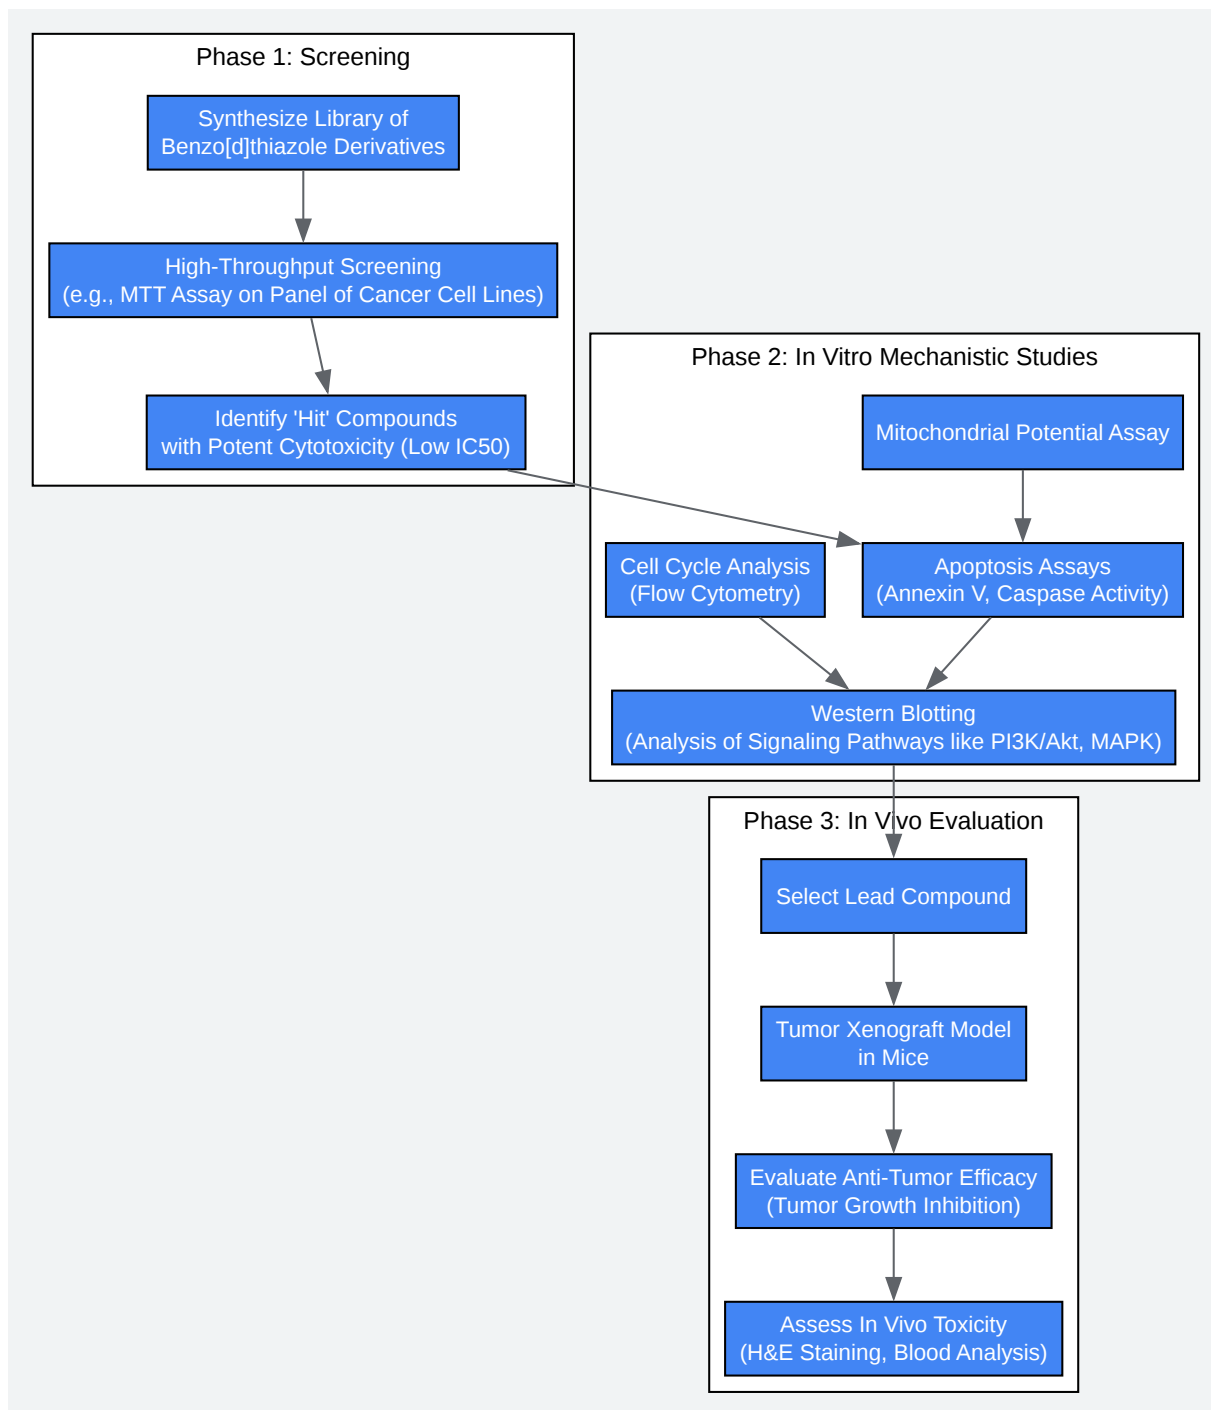 Phase 1: Screening
Synthesize Library of
Benzo[d]thiazole Derivatives
High-Throughput Screening
(e.g., MTT Assay on Panel of Cancer Cell Lines)
Identify 'Hit' Compounds
with Potent Cytotoxicity (Low IC50)
Phase 2: In Vitro Mechanistic Studies
Mitochondrial Potential Assay
Cell Cycle Analysis
(Flow Cytometry)
Apoptosis Assays
(Annexin V, Caspase Activity)
Western Blotting
(Analysis of Signaling Pathways like PI3K/Akt, MAPK)
Phase 3: In Vivo Evaluation
Select Lead Compound
Tumor Xenograft Model
in Mice
Evaluate Anti-Tumor Efficacy
(Tumor Growth Inhibition)
Assess In Vivo Toxicity
(H&E Staining, Blood Analysis)